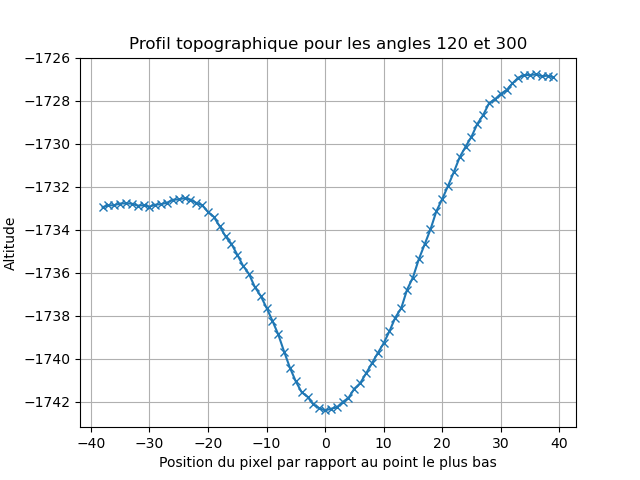 Profil topographique pour les angles 120 et 300
−1726
−1728
−1730
−1732
−1734
−1736
−1738
−1740
−1742
Altitude
−40 −30 −20 −10 0 10 20 30 40
Position du pixel par rapport au point le plus bas